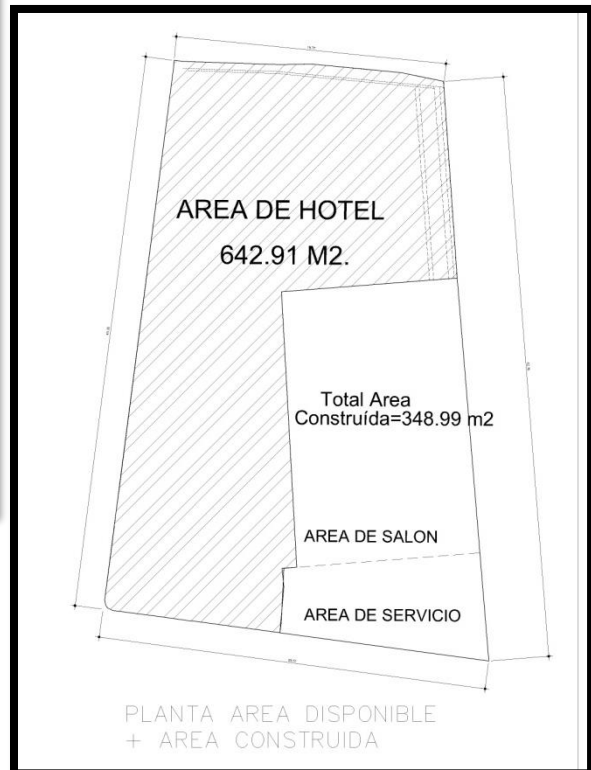 AREA DE HOTEL
642.91 M2.
Total Area
Construída=348.99 m2
AREA DE SALON
AREA DE SERVICIO
PLANTA AREA DISPONIBLE
+ AREA CONSTRUIDA